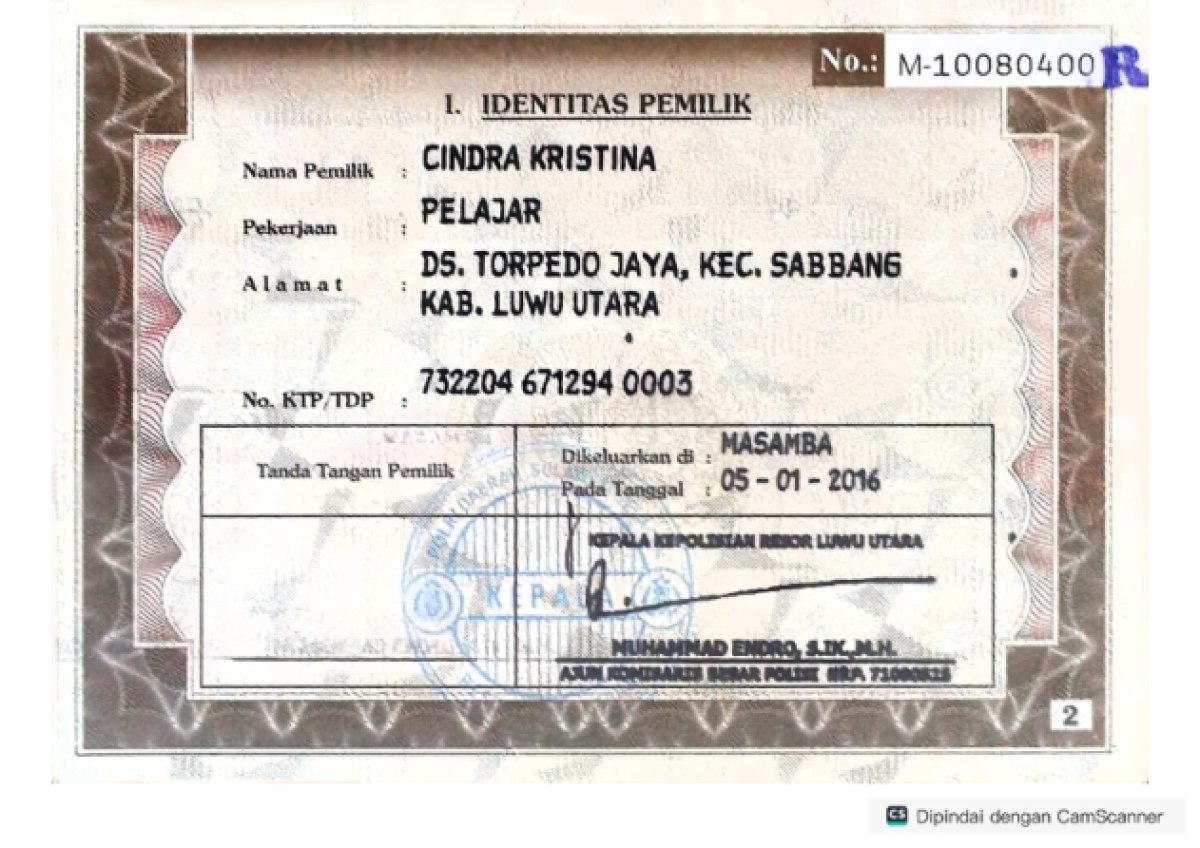 No.: M-10080400 R
I. IDENTITAS PEMILIK
Nama Pemilik : CINDRA KRISTINA
Pekerjaan : PELAJAR
Alamat : DS. TORPEDO JAYA, KEC. SABBANG
KAB. LUWU UTARA
No. KTP/TDP : 732204 671294 0003
Tanda Tangan Pemilik
Dikeluarkan di : MASAMBA
Pada Tanggal : 05 - 01 - 2016
KEPALA KEPOLISIAN RESOR LUWU UTARA
KEPALA
MUHAMMAD ENDRO, S.IK.,M.H.
AJUN KOMISARIS BESAR POLISI NRP.
2
CS Dipindai dengan CamScanner